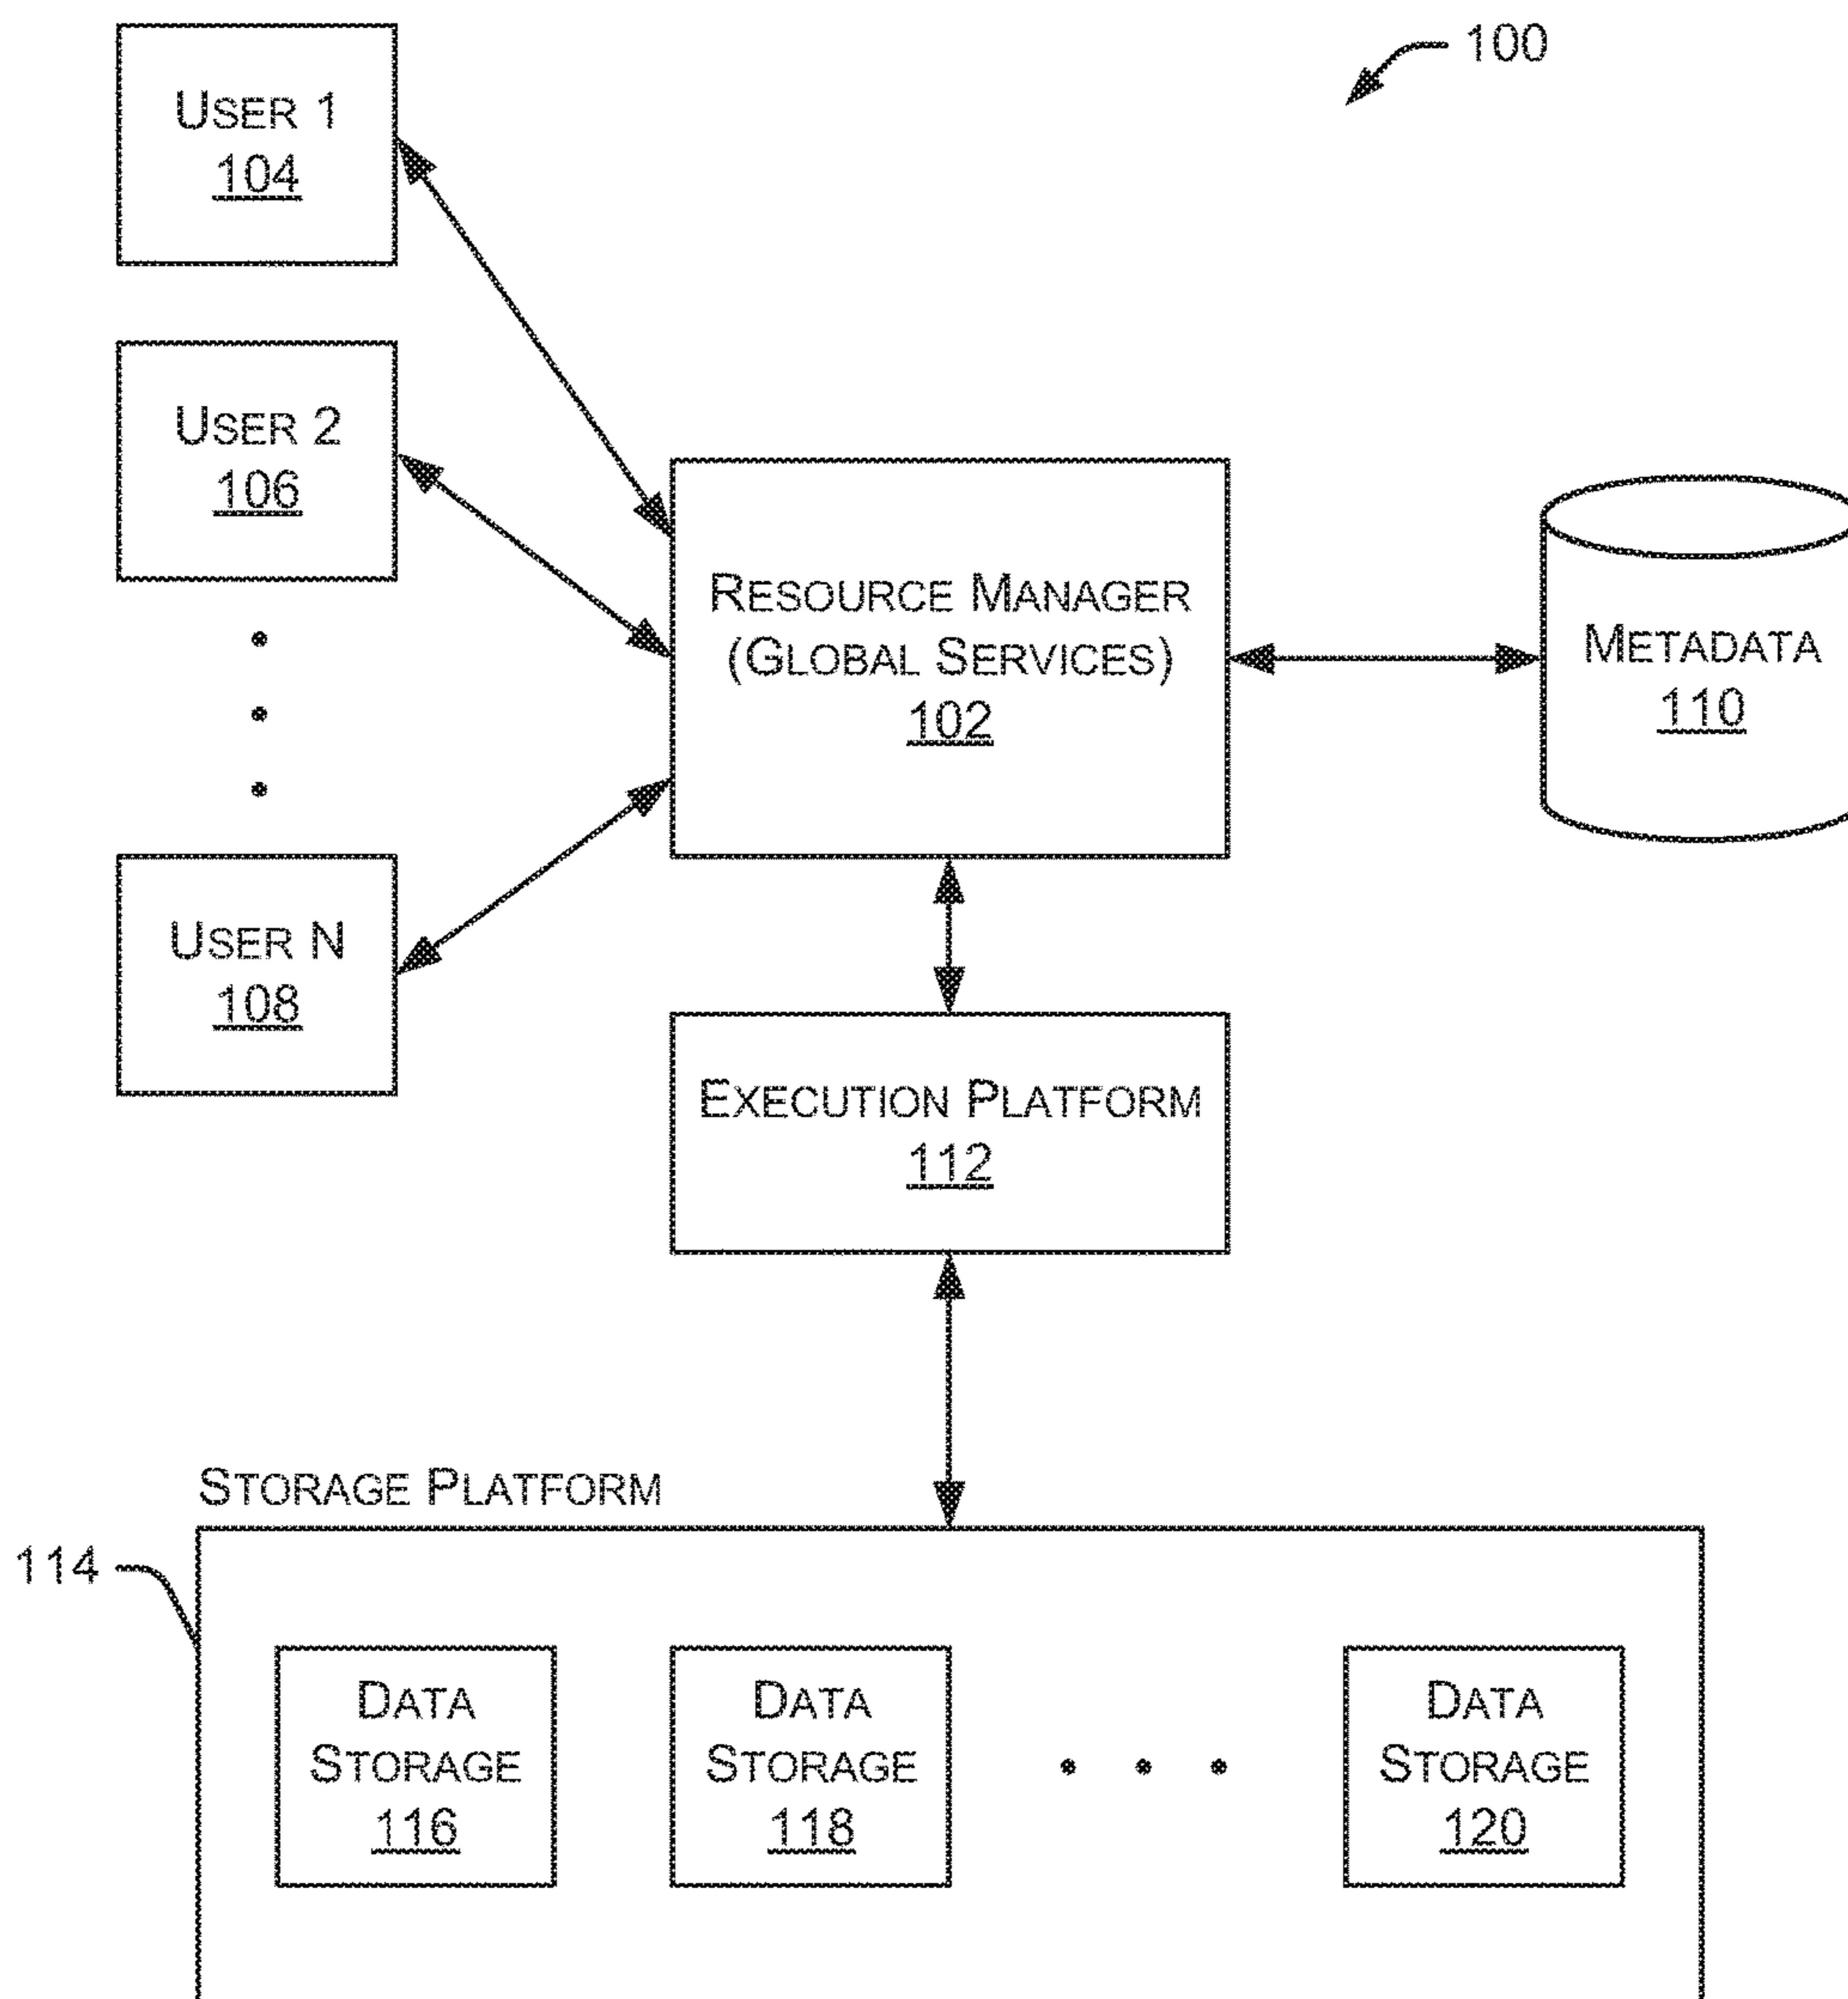 100
USER 1
104
USER 2
106
RESOURCE MANAGER
(GLOBAL SERVICES)
102
METADATA
110
USER N
108
EXECUTION PLATFORM
112
STORAGE PLATFORM
114
DATA
STORAGE
116
DATA
STORAGE
118
DATA
STORAGE
120